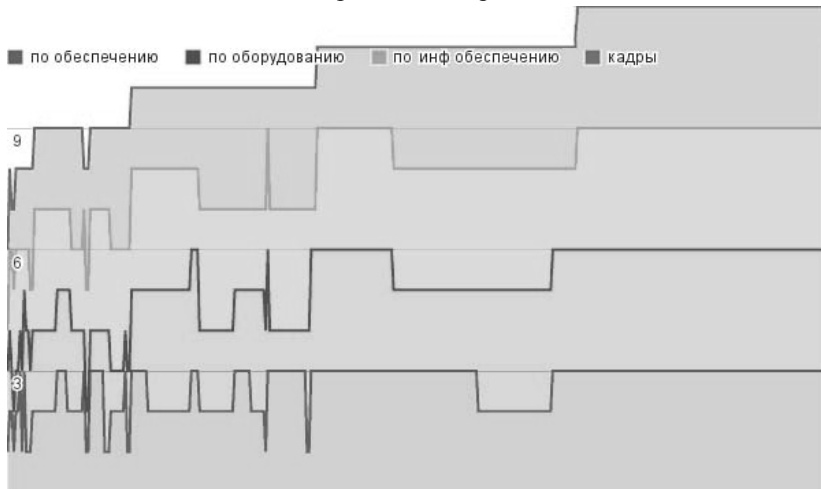 по обеспечению по оборудованию по инф обеспечению кадры
9
6
3